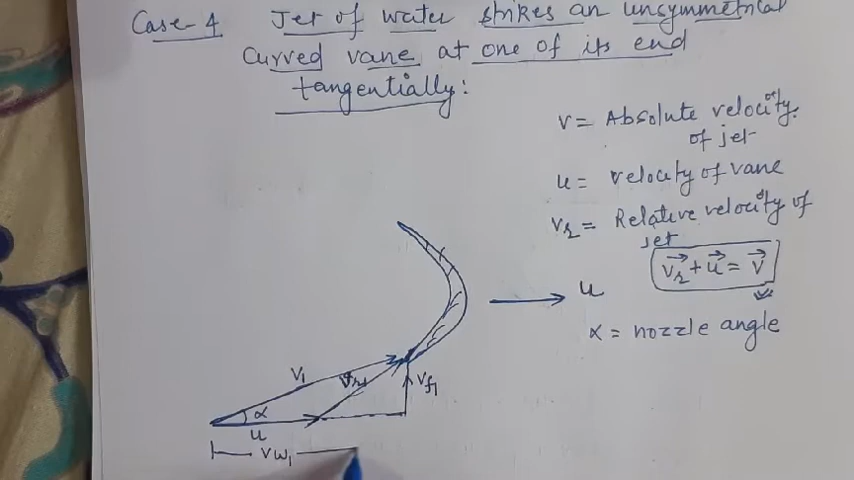 Case-4 Jet of water strikes an unsymmetrical
curved vane at one of its end
tangentially:
V = Absolute velocity
of jet
u = velocity of vane
Vr = Relative velocity of
jet
Vr + u = V
α = nozzle angle
u
V1
Vr1
Vf1
α
u
Vw1